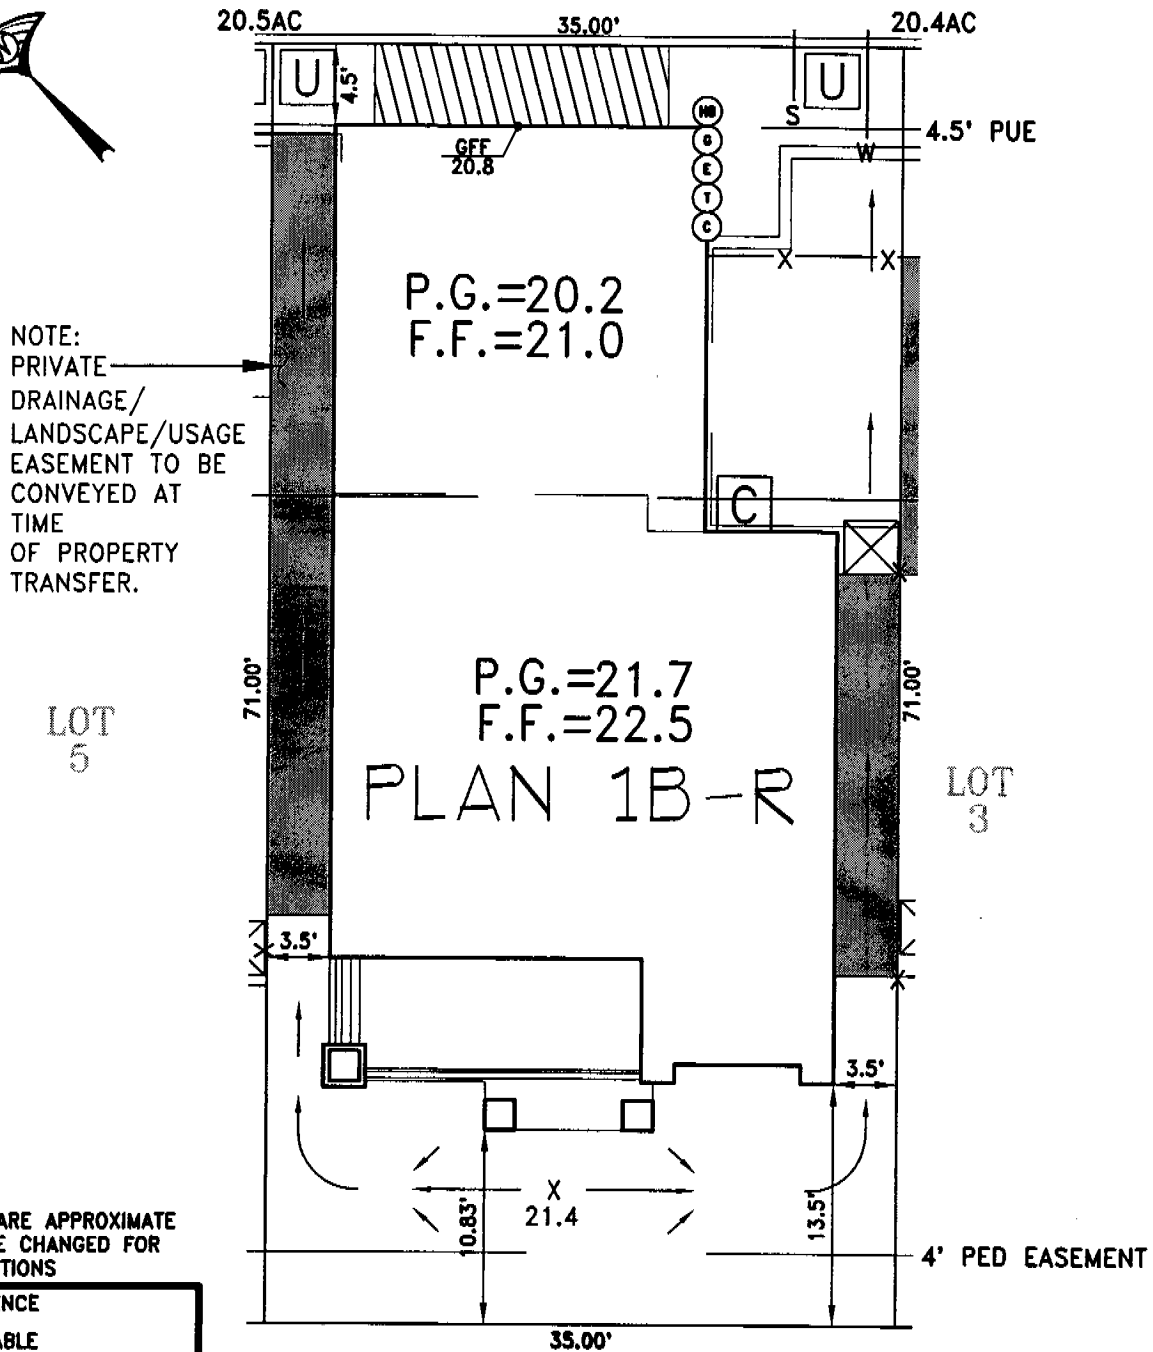 20.5AC
35.00'
20.4AC
N
U
4.5'
U
S
HB
G
E
T
C
4.5' PUE
W
GFF
20.8
X
X
P.G.=20.2
F.F.=21.0
NOTE:
PRIVATE
DRAINAGE/
LANDSCAPE/USAGE
EASEMENT TO BE
CONVEYED AT
TIME
OF PROPERTY
TRANSFER.
C
71.00'
P.G.=21.7
F.F.=22.5
71.00'
LOT
5
PLAN 1B-R
LOT
3
3.5'
3.5'
X
21.4
10.83'
13.5'
ARE APPROXIMATE
E CHANGED FOR
TIONS
4' PED EASEMENT
NCE
ABLE
35.00'